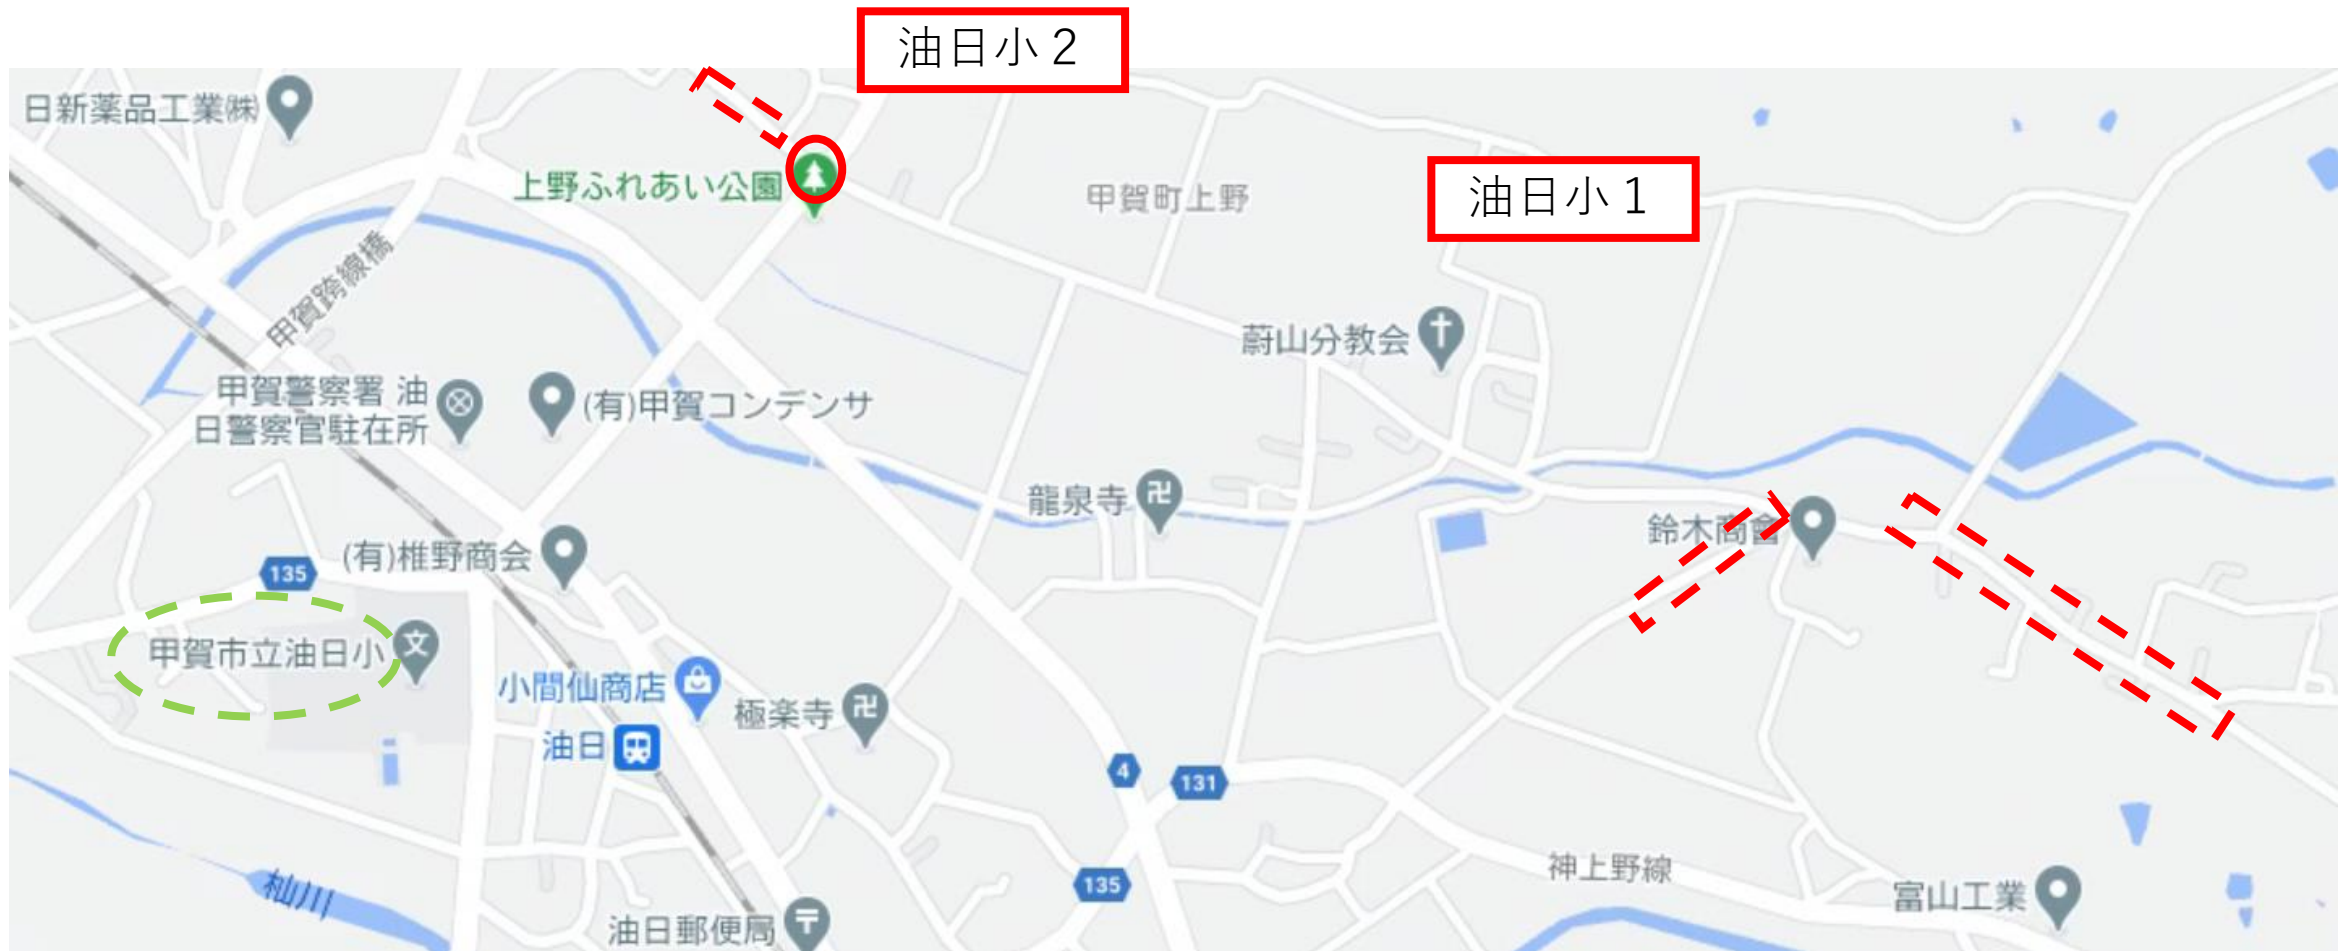 油日小２
日新薬品工業㈱
上野ふれあい公園
甲賀町上野
油日小１
甲賀跨線橋
蔚山分教会
甲賀警察署 油
日警察官駐在所
(有)甲賀コンデンサ
龍泉寺
鈴木商會
(有)椎野商会
135
甲賀市立油日小
文
小間仙商店
極楽寺
油日
4
131
135
神上野線
杣川
富山工業
油日郵便局